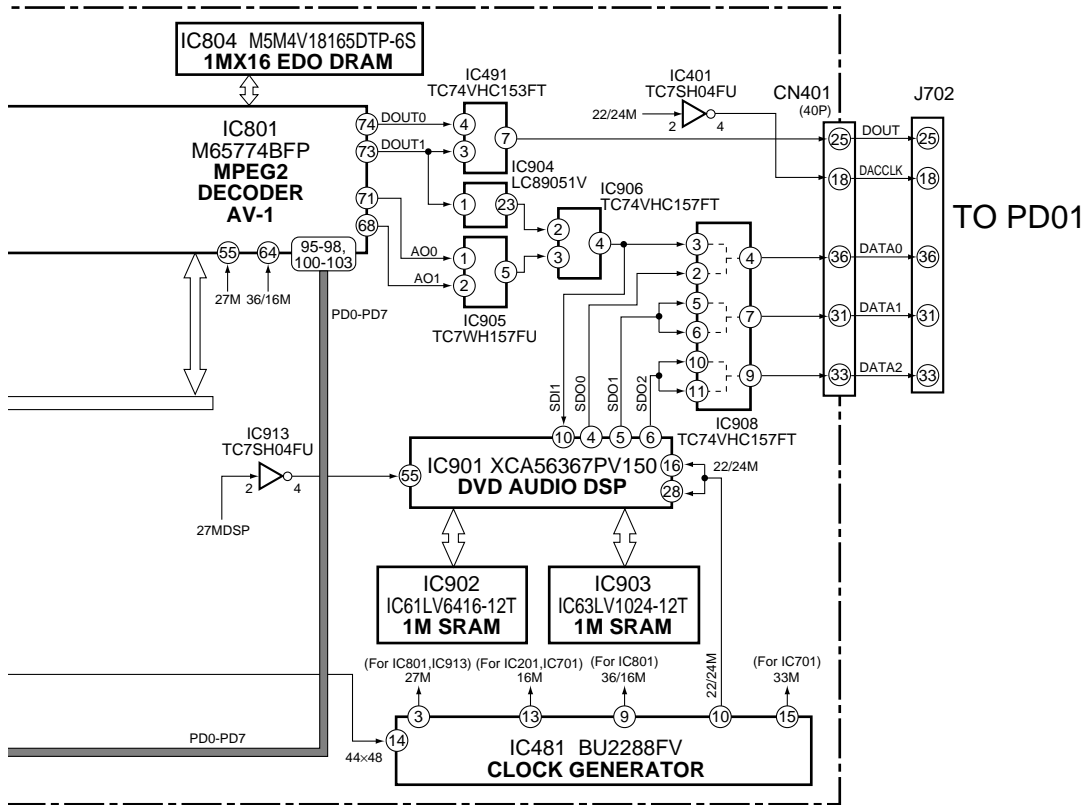 IC804 M5M4V18165DTP-6S
1MX16 EDO DRAM
IC801
M65774BFP
MPEG2
DECODER
AV-1
74
DOUT0
73
DOUT1
71
68
55
64
95-98,
100-103
27M
36/16M
PD0-PD7
AO0
AO1
IC491
TC74VHC153FT
4
3
7
IC904
LC89051V
1
23
1
2
5
IC905
TC7WH157FU
IC906
TC74VHC157FT
2
3
4
IC401
TC7SH04FU
22/24M
2
4
CN401
(40P)
J702
25
DOUT
25
18
DACCLK
18
36
DATA0
36
31
DATA1
31
33
DATA2
33
TO PD01
3
2
4
5
6
7
10
11
9
IC908
TC74VHC157FT
SDI1
SDO0
SDO1
SDO2
10
4
5
6
IC913
TC7SH04FU
2
4
27MDSP
55
IC901 XCA56367PV150
DVD AUDIO DSP
16
28
22/24M
IC902
IC61LV6416-12T
1M SRAM
IC903
IC63LV1024-12T
1M SRAM
(For IC801,IC913)
27M
(For IC201,IC701)
16M
(For IC801)
36/16M
22/24M
(For IC701)
33M
3
13
9
10
15
PD0-PD7
14
44×48
IC481 BU2288FV
CLOCK GENERATOR